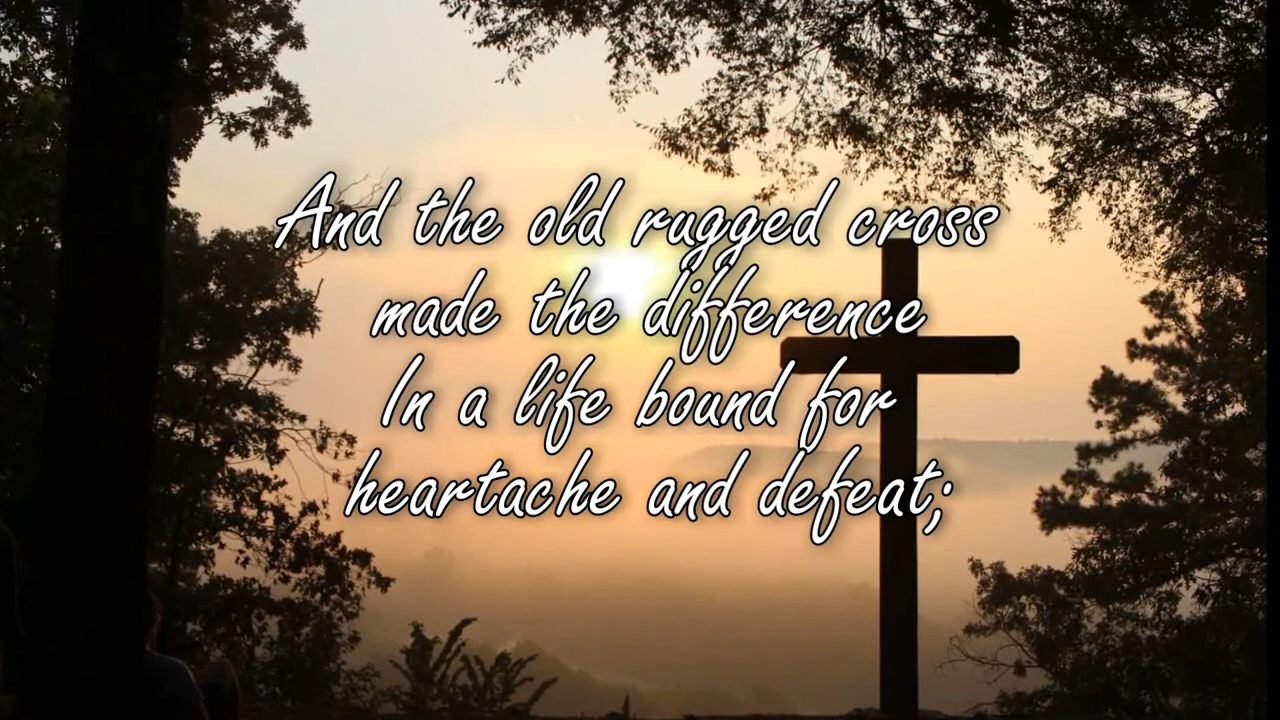 And the old rugged cross
made the difference
In a life bound for
heartache and defeat;